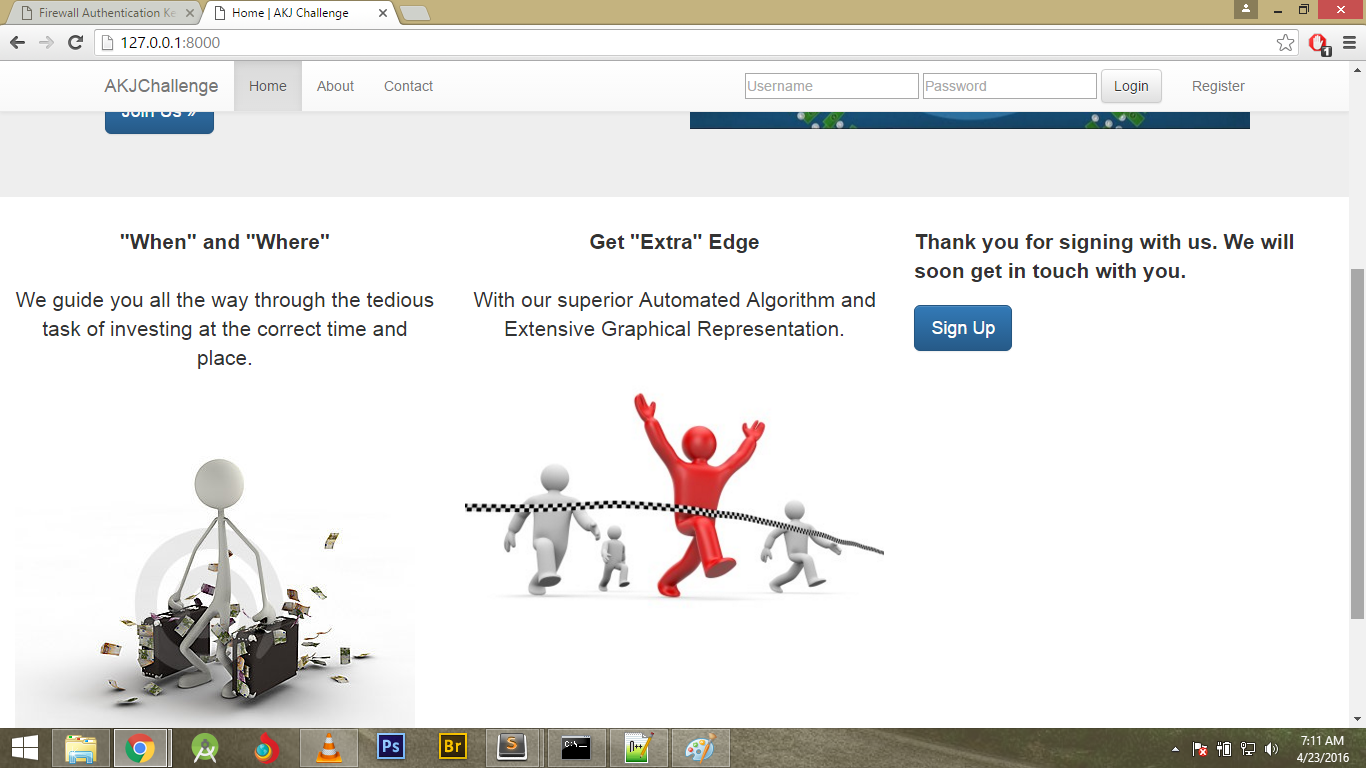 Firewall Authentication Ke
Home | AKJ Challenge
127.0.0.1:8000
1
AKJChallenge
Home
About
Contact
Username
Password
Login
Register
Join Us »
"When" and "Where"
We guide you all the way through the tedious
task of investing at the correct time and
place.
Get "Extra" Edge
With our superior Automated Algorithm and
Extensive Graphical Representation.
Thank you for signing with us. We will
soon get in touch with you.
Sign Up
Ps
Br
S
C:\
N++
7:11 AM
4/23/2016